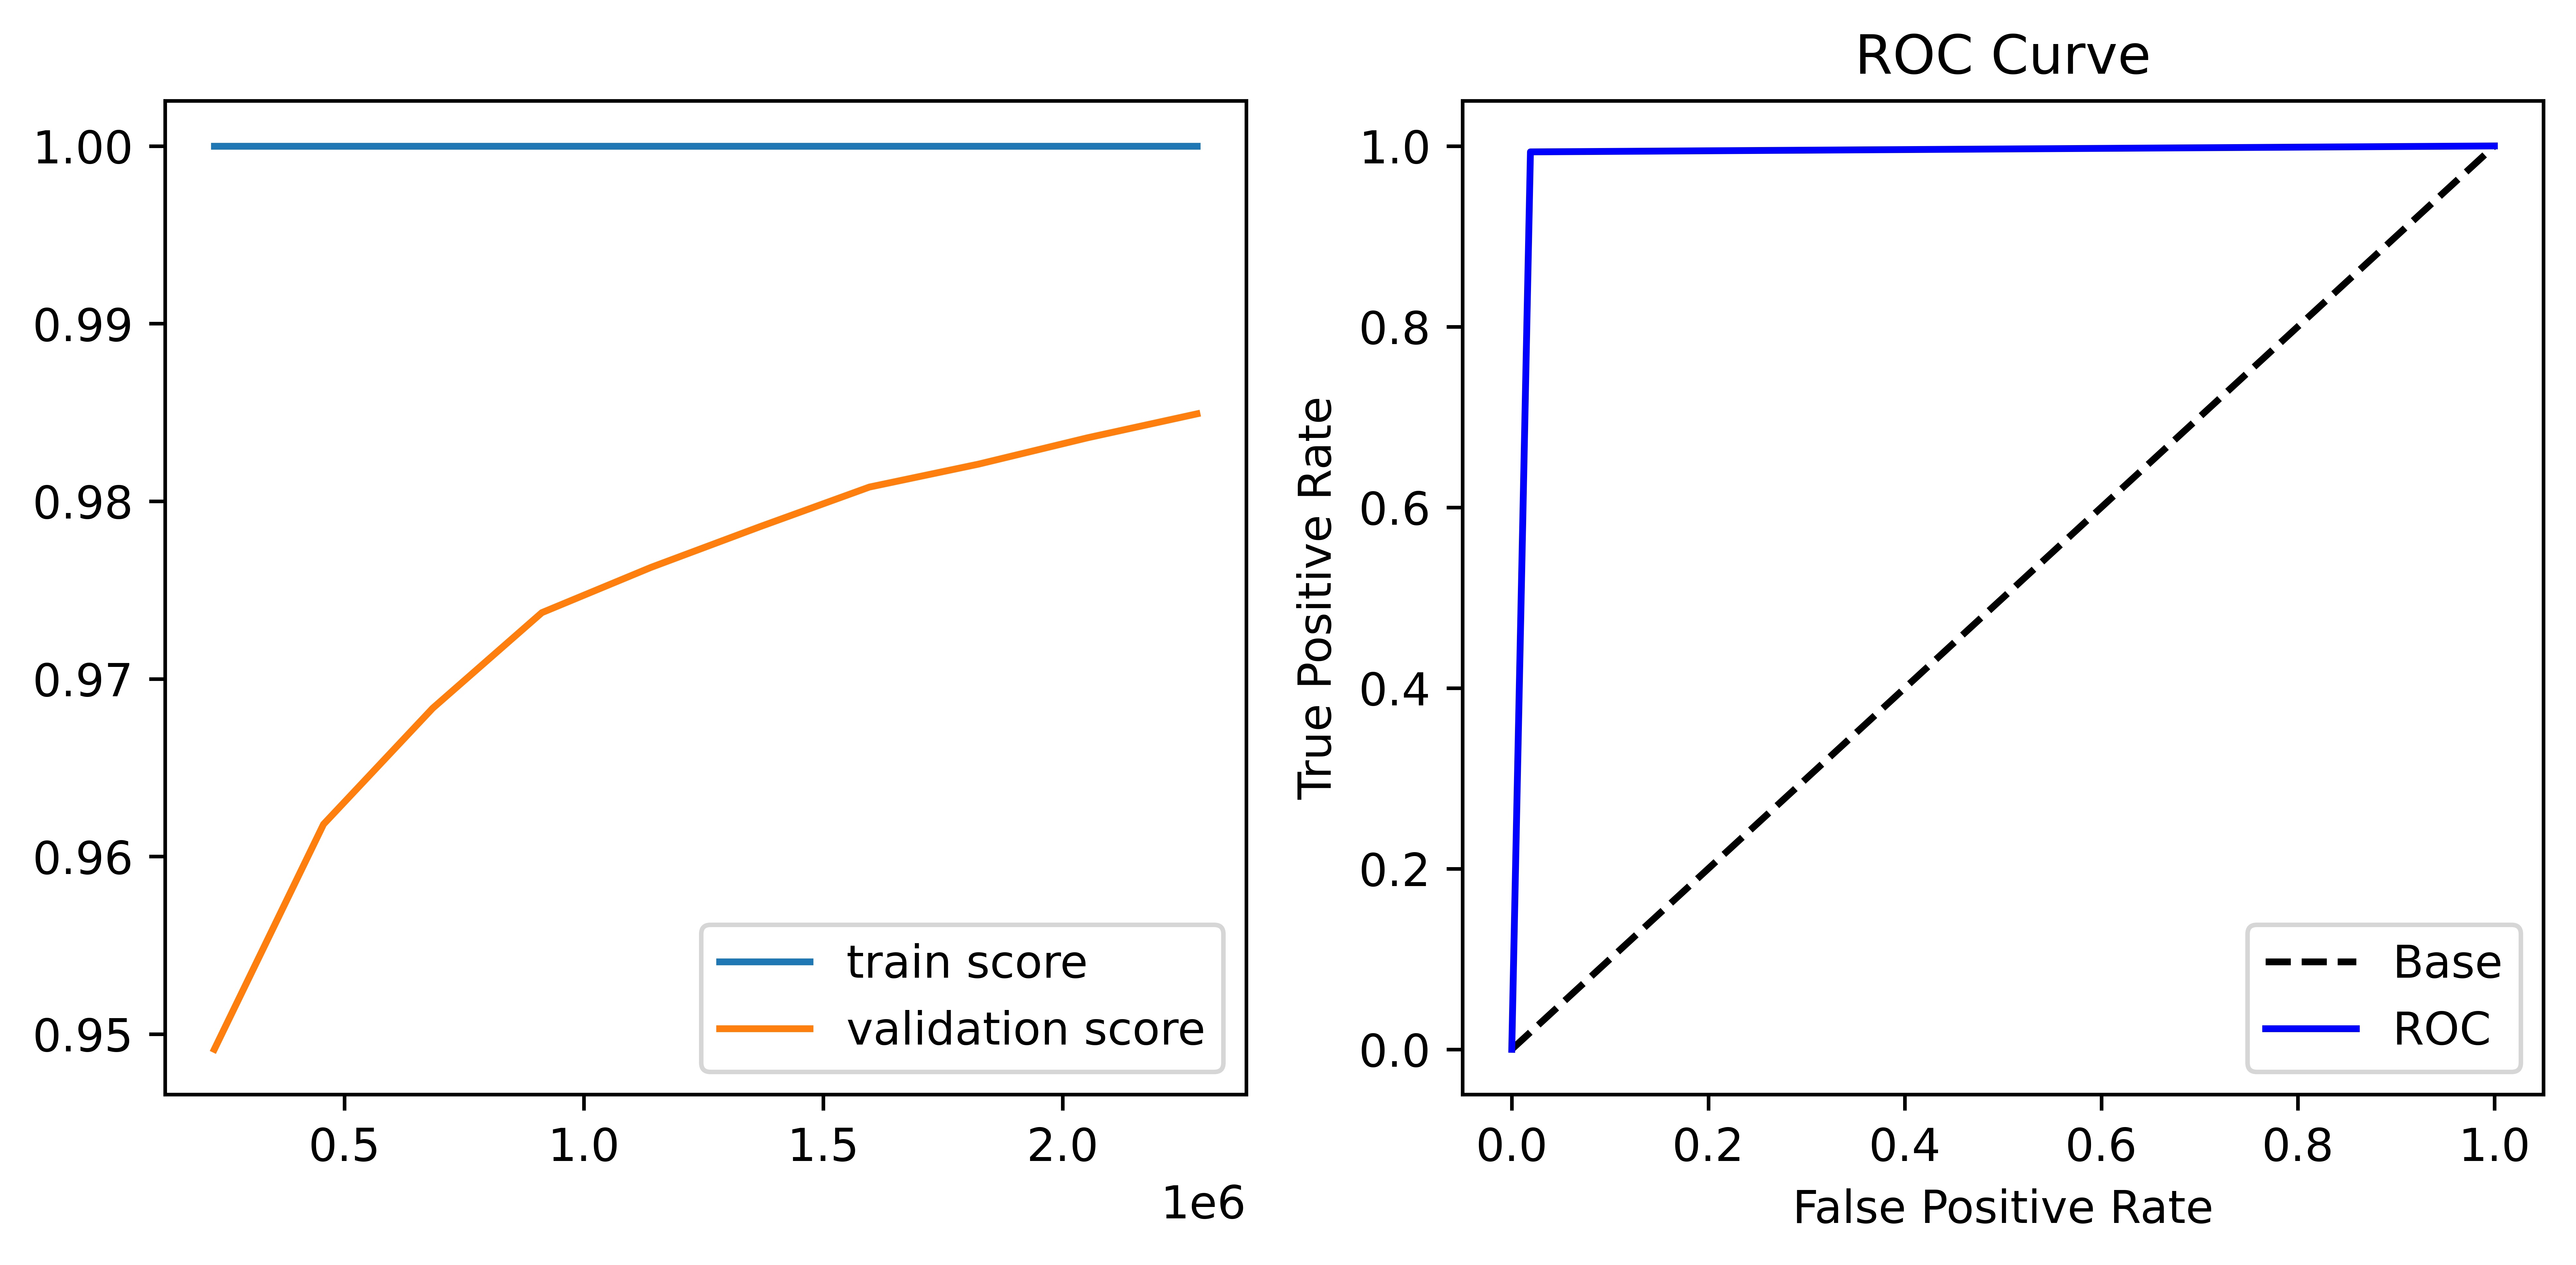 1.00
0.99
0.98
0.97
0.96
0.95
0.5 1.0 1.5 2.0
1e6
train score
validation score
ROC Curve
True Positive Rate
1.0
0.8
0.6
0.4
0.2
0.0
0.0 0.2 0.4 0.6 0.8 1.0
False Positive Rate
Base
ROC